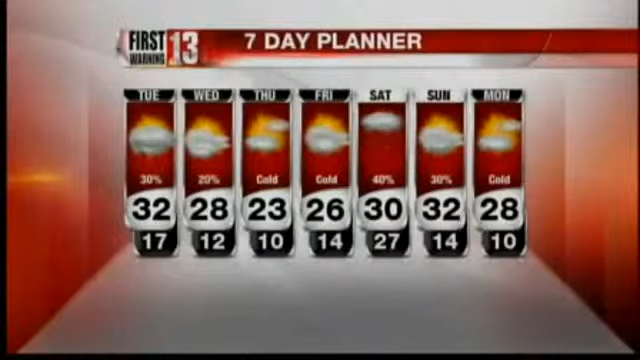 FIRST WARNING 13
7 DAY PLANNER
TUE WED THU FRI SAT SUN MON
30% 20% Cold Cold 40% 30% Cold
32 28 23 26 30 32 28
17 12 10 14 27 14 10